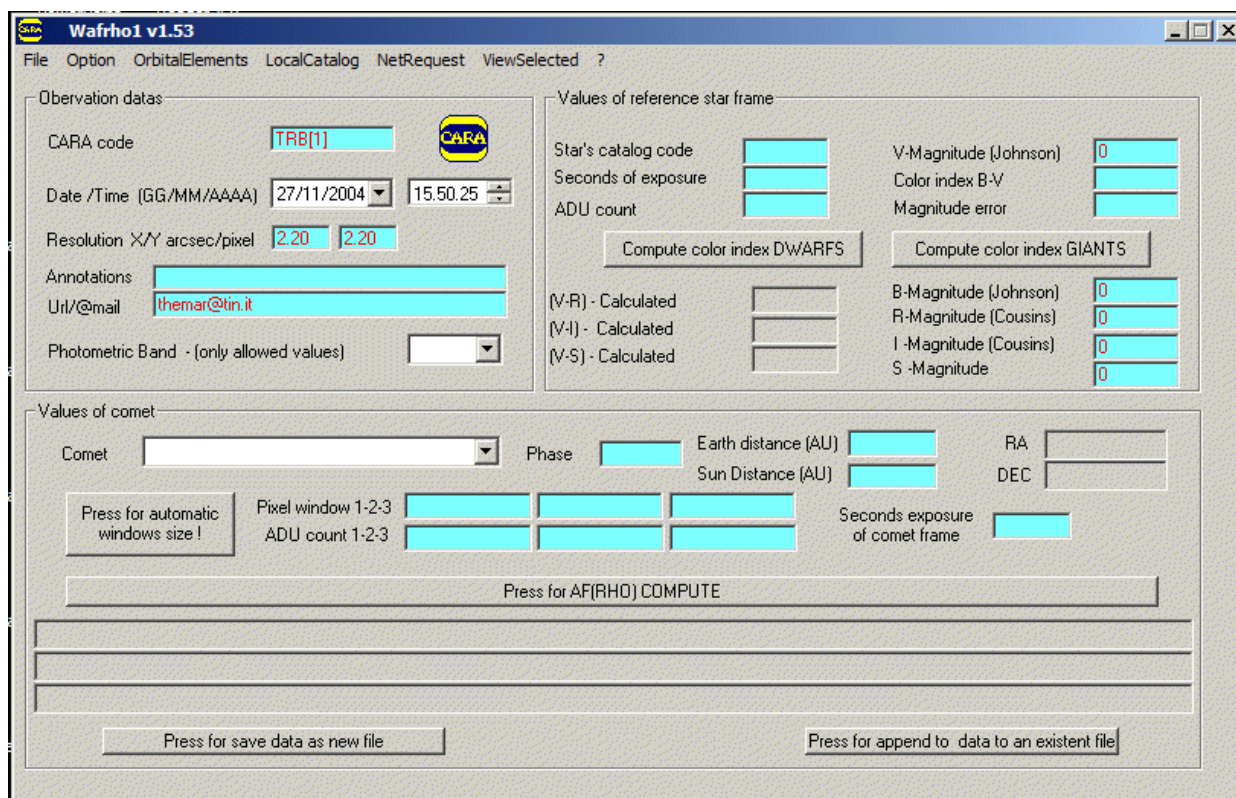 Wafrho1 v1.53
File Option OrbitalElements LocalCatalog NetRequest ViewSelected ?
Obervation datas
CARA code TRB[1] CARA
Date /Time (GG/MM/AAAA) 27/11/2004 15.50.25
Resolution X/Y arcsec/pixel 2.20 2.20
Annotations
Url/@mail themar@tin.it
Photometric Band - (only allowed values)
Values of reference star frame
Star's catalog code
Seconds of exposure
ADU count
V-Magnitude (Johnson) 0
Color index B-V
Magnitude error
Compute color index DWARFS Compute color index GIANTS
(V-R) - Calculated
(V-I) - Calculated
(V-S) - Calculated
B-Magnitude (Johnson) 0
R-Magnitude (Cousins) 0
I -Magnitude (Cousins) 0
S -Magnitude 0
Values of comet
Comet Phase Earth distance (AU) RA
Sun Distance (AU) DEC
Press for automatic
windows size !
Pixel window 1-2-3
ADU count 1-2-3
Seconds exposure
of comet frame
Press for AF(RHO) COMPUTE
Press for save data as new file Press for append to data to an existent file